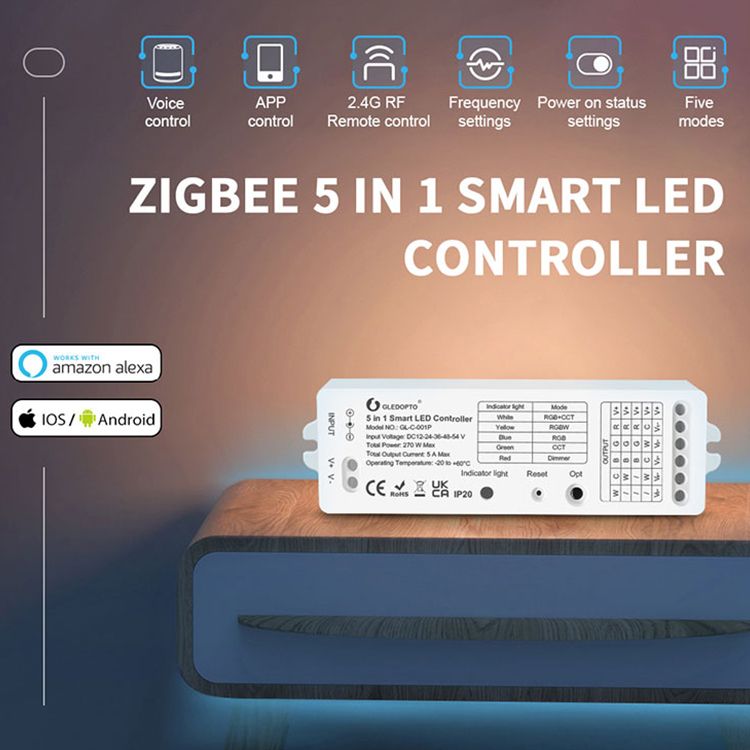 Voice
control
APP
control
2.4G RF
Remote control
Frequency
settings
Power on status
settings
Five
modes
ZIGBEE 5 IN 1 SMART LED
CONTROLLER
WORKS WITH
amazon alexa
IOS / Android
GLEDOPTO®
5 in 1 Smart LED Controller
Model NO.: GL-C-001P
Input Voltage: DC12-24-36-48-54 V
Total Power: 270 W Max
Total Output Current: 5 A Max
Operating Temperature: -20 to +60°C
INPUT
V+
V-
CE RoHS UK CA IP20
Indicator light Mode
White RGB+CCT
Yellow RGBW
Blue RGB
Green CCT
Red Dimmer
Indicator light Reset Opt
OUTPUT